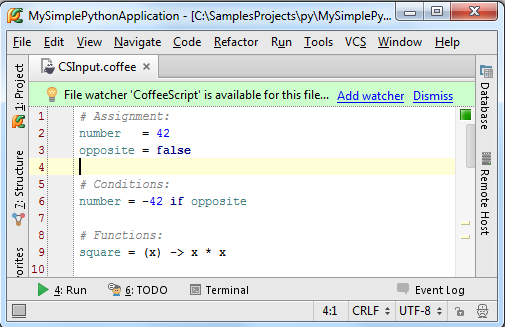 MySimplePythonApplication - [C:\SamplesProjects\py\MySimplePy...
File Edit View Navigate Code Refactor Run Tools VCS Window Help
CSInput.coffee
File watcher 'CoffeeScript' is available for this file... Add watcher Dismiss
1 # Assignment:
2 number   = 42
3 opposite = false
4
5 # Conditions:
6 number = -42 if opposite
7
8 # Functions:
9 square = (x) -> x * x
10
1: Project
7: Structure
vorites
Database
Remote Host
4: Run 6: TODO Terminal Event Log
4:1 CRLF UTF-8